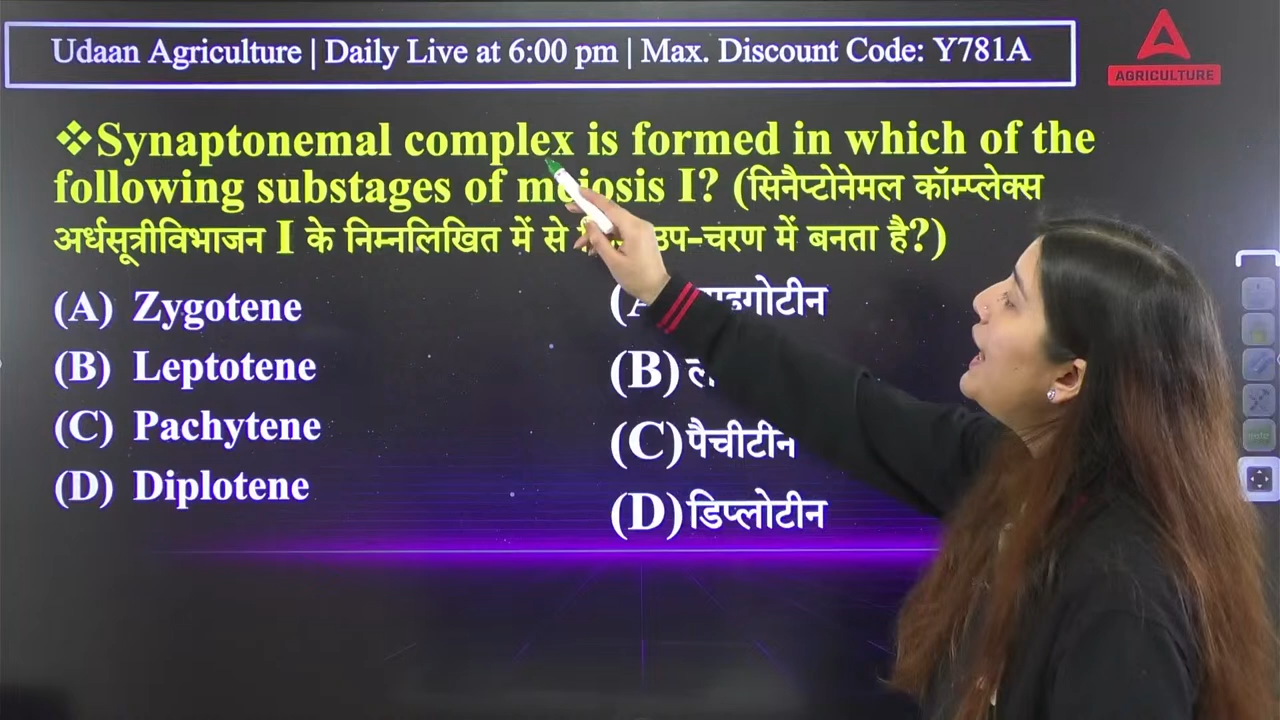 Udaan Agriculture | Daily Live at 6:00 pm | Max. Discount Code: Y781A
AGRICULTURE
❖Synaptonemal complex is formed in which of the
following substages of meiosis I? (सिनैप्टोनेमल कॉम्प्लेक्स
अर्धसूत्रीविभाजन I के निम्नलिखित में से उप-चरण में बनता है?)
(A) Zygotene
(B) Leptotene
(C) Pachytene
(D) Diplotene
(A
(B)
(C) पैचीटीन
(D) डिप्लोटीन